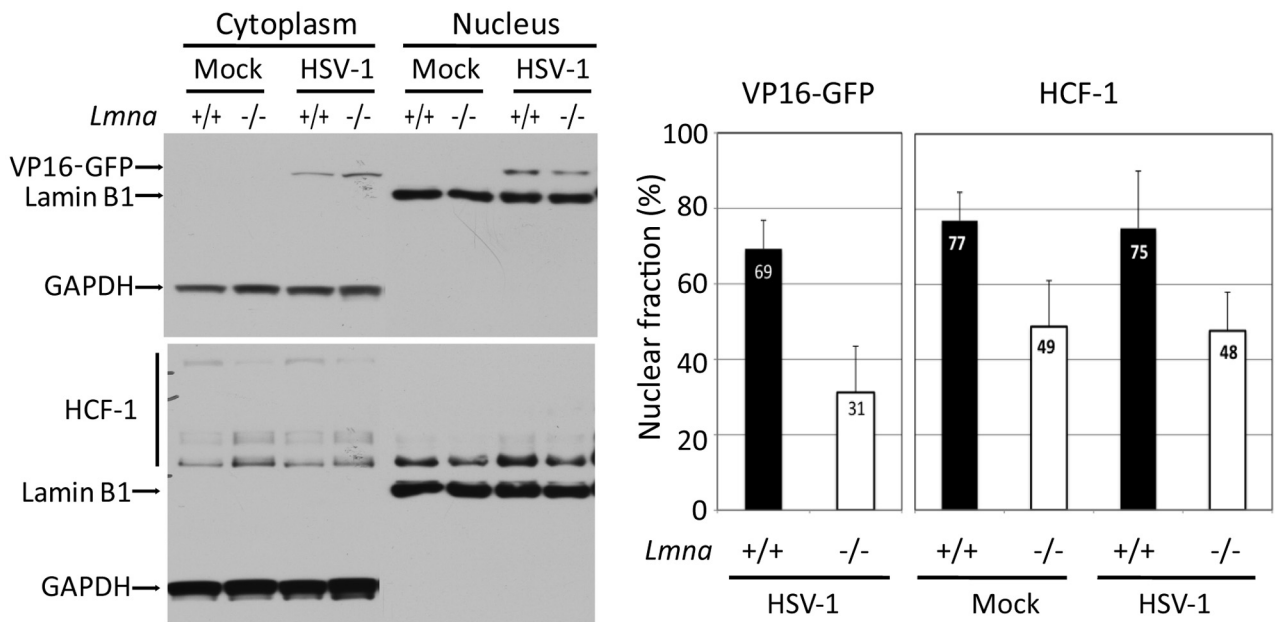 Cytoplasm Nucleus
Mock HSV-1 Mock HSV-1
Lmna +/+ -/- +/+ -/- +/+ -/- +/+ -/-
VP16-GFP
Lamin B1
GAPDH
HCF-1
Lamin B1
GAPDH
VP16-GFP HCF-1
Nuclear fraction (%)
100
80
60
40
20
0
69
31
77
49
75
48
Lmna +/+ -/- +/+ -/- +/+ -/-
HSV-1 Mock HSV-1